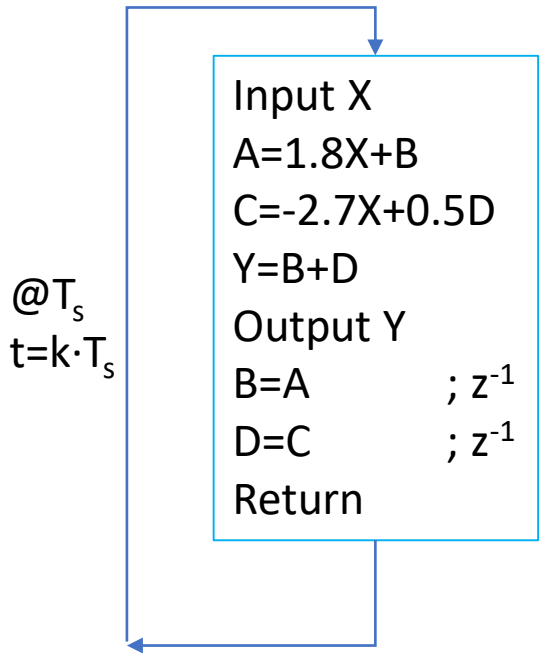 @Tₛ
t=k·Tₛ
Input X
A=1.8X+B
C=-2.7X+0.5D
Y=B+D
Output Y
B=A ; z⁻¹
D=C ; z⁻¹
Return